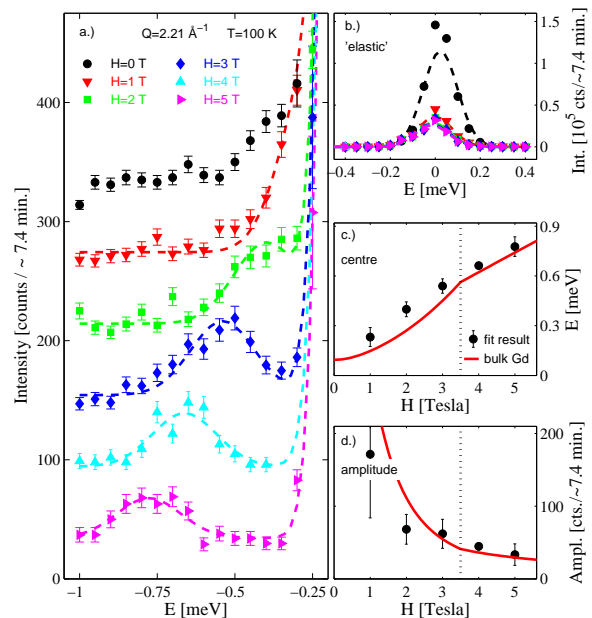 a.) Q=2.21 Å⁻¹ T=100 K
H=0 T H=3 T
H=1 T H=4 T
H=2 T H=5 T
400
300
200
100
0
Intensity [counts / ~ 7.4 min.]
−1 −0.75 −0.5 −0.25
E [meV]
b.)
'elastic'
1.5
1
0.5
0
Int. [10⁵ cts/~7.4 min.]
−0.4 −0.2 0 0.2 0.4
E [meV]
c.)
centre
0.9
0.6
0.3
0
E [meV]
fit result
bulk Gd
0 1 2 3 4 5
H [Tesla]
d.)
amplitude
200
100
0
Ampl. [cts./~7.4 min.]
0 1 2 3 4 5
H [Tesla]